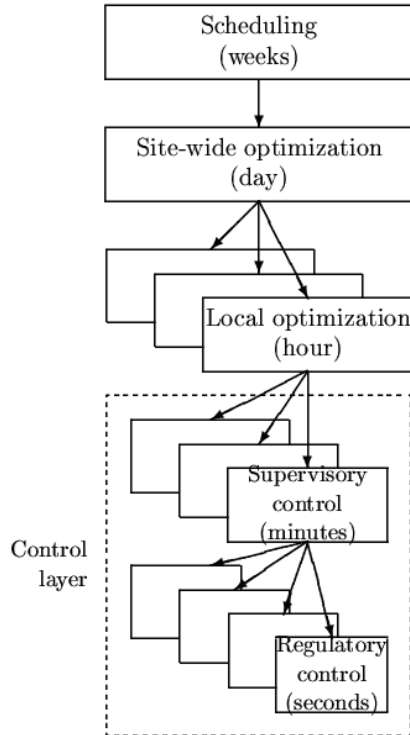 Scheduling
(weeks)
Site-wide optimization
(day)
Local optimization
(hour)
Supervisory
control
(minutes)
Control
layer
Regulatory
control
(seconds)